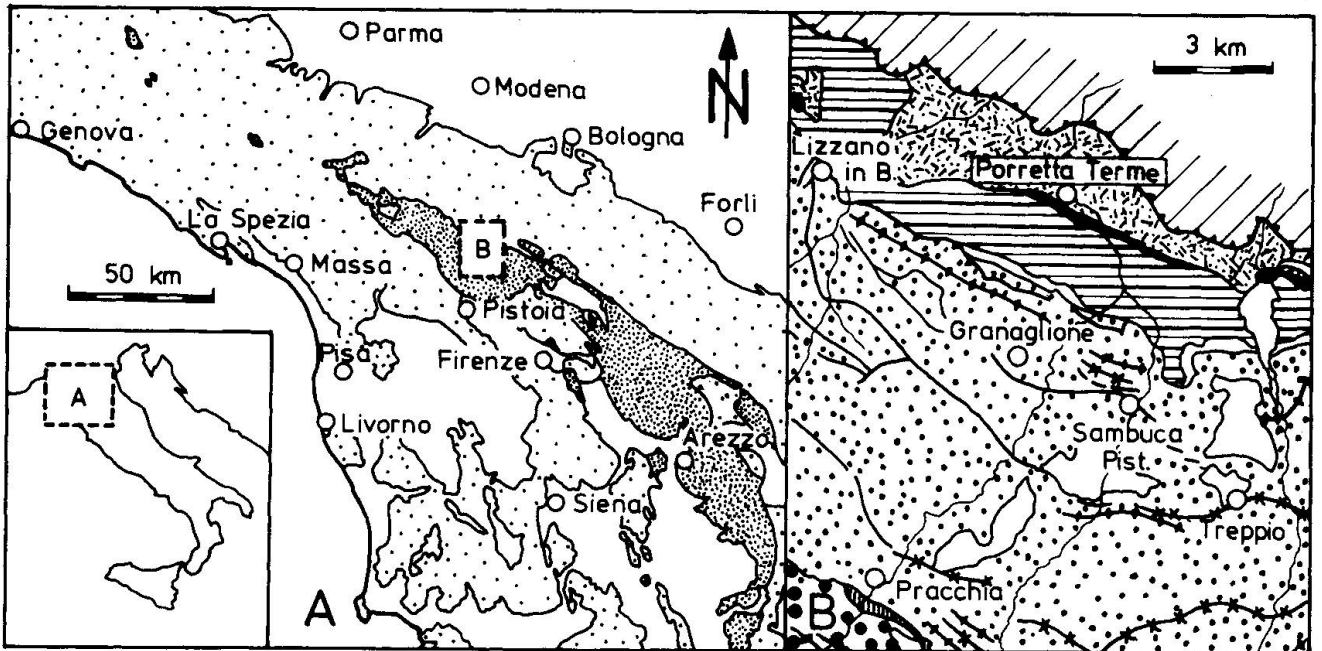 Parma
Modena
Bologna
Genova
Forlì
La Spezia
Massa
50 km
Pistoia
Firenze
Pisa
Livorno
Arezzo
Siena
N
B
A
A
3 km
Lizzano
in B.
Porretta Terme
Granaglione
Sambuca
Pist.
Treppio
Pracchia
B